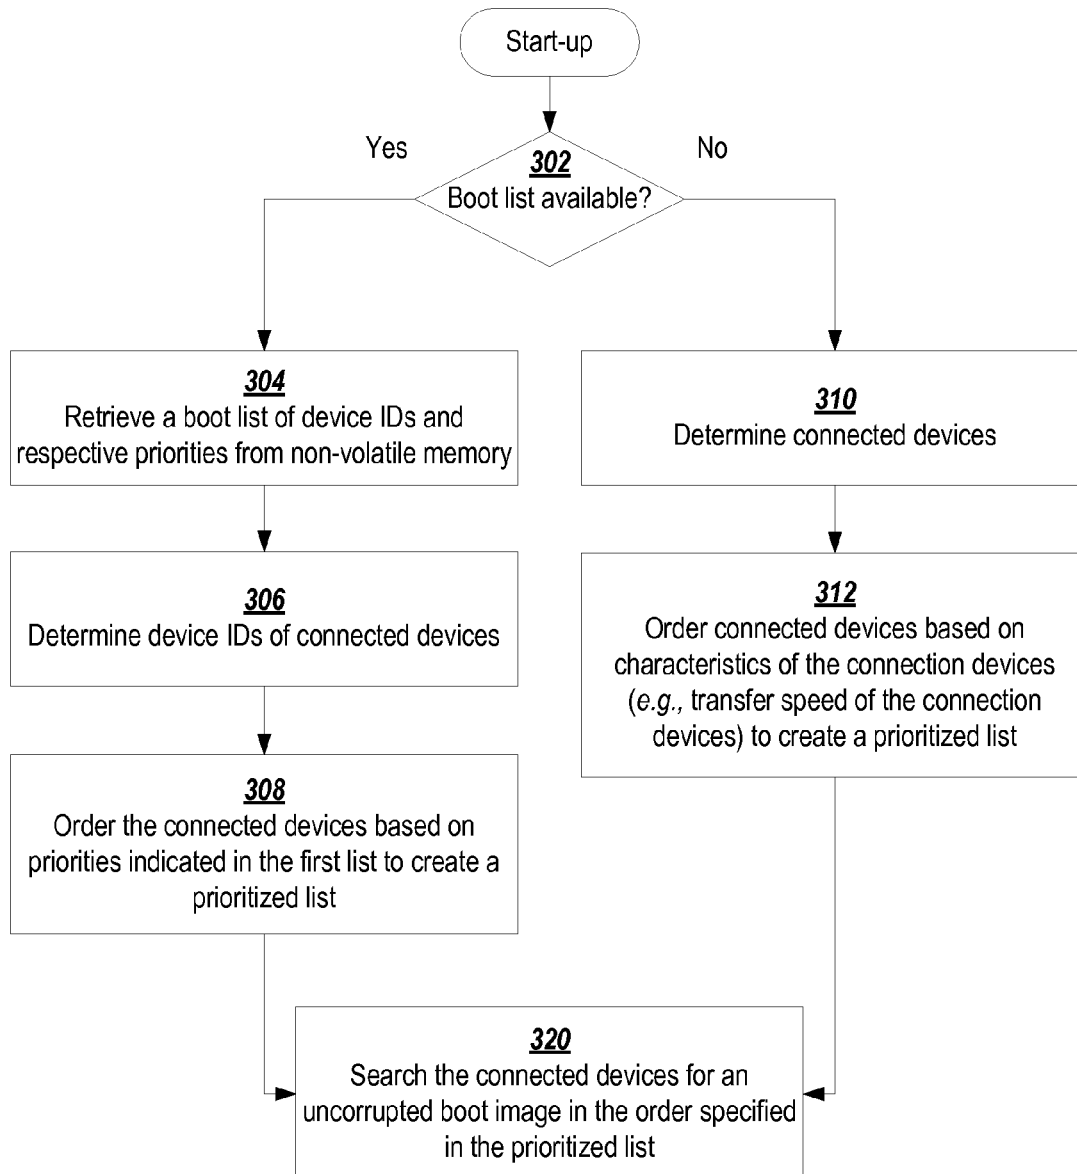 Start-up
Yes
No
302
Boot list available?
304
Retrieve a boot list of device IDs and
respective priorities from non-volatile memory
310
Determine connected devices
306
Determine device IDs of connected devices
312
Order connected devices based on
characteristics of the connection devices
(e.g., transfer speed of the connection
devices) to create a prioritized list
308
Order the connected devices based on
priorities indicated in the first list to create a
prioritized list
320
Search the connected devices for an
uncorrupted boot image in the order specified
in the prioritized list